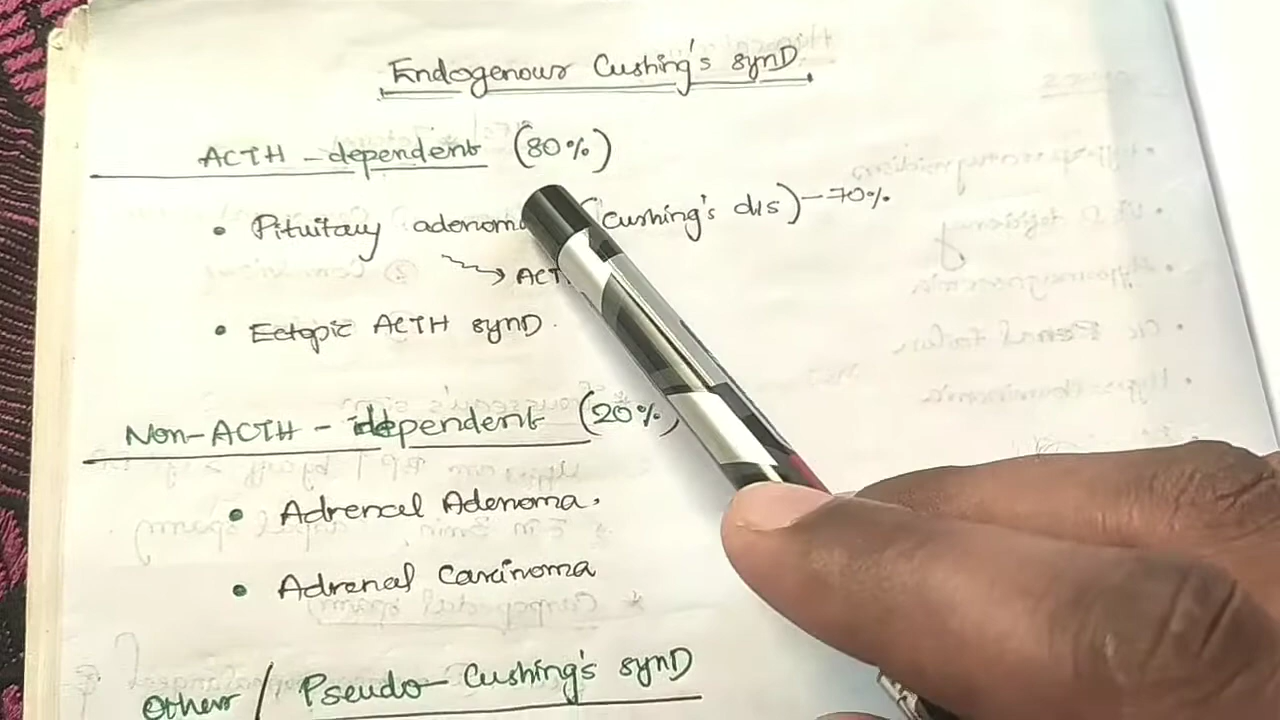 Endogenous Cushing's synD
ACTH - dependent (80%)
• Pituitary adenoma (Cushing's dis) - 70%
→ ACT
• Ectopic ACTH synD.
Non-ACTH - dependent (20%)
• Adrenal Adenoma.
• Adrenal Carcinoma
Other / Pseudo-Cushing's synD